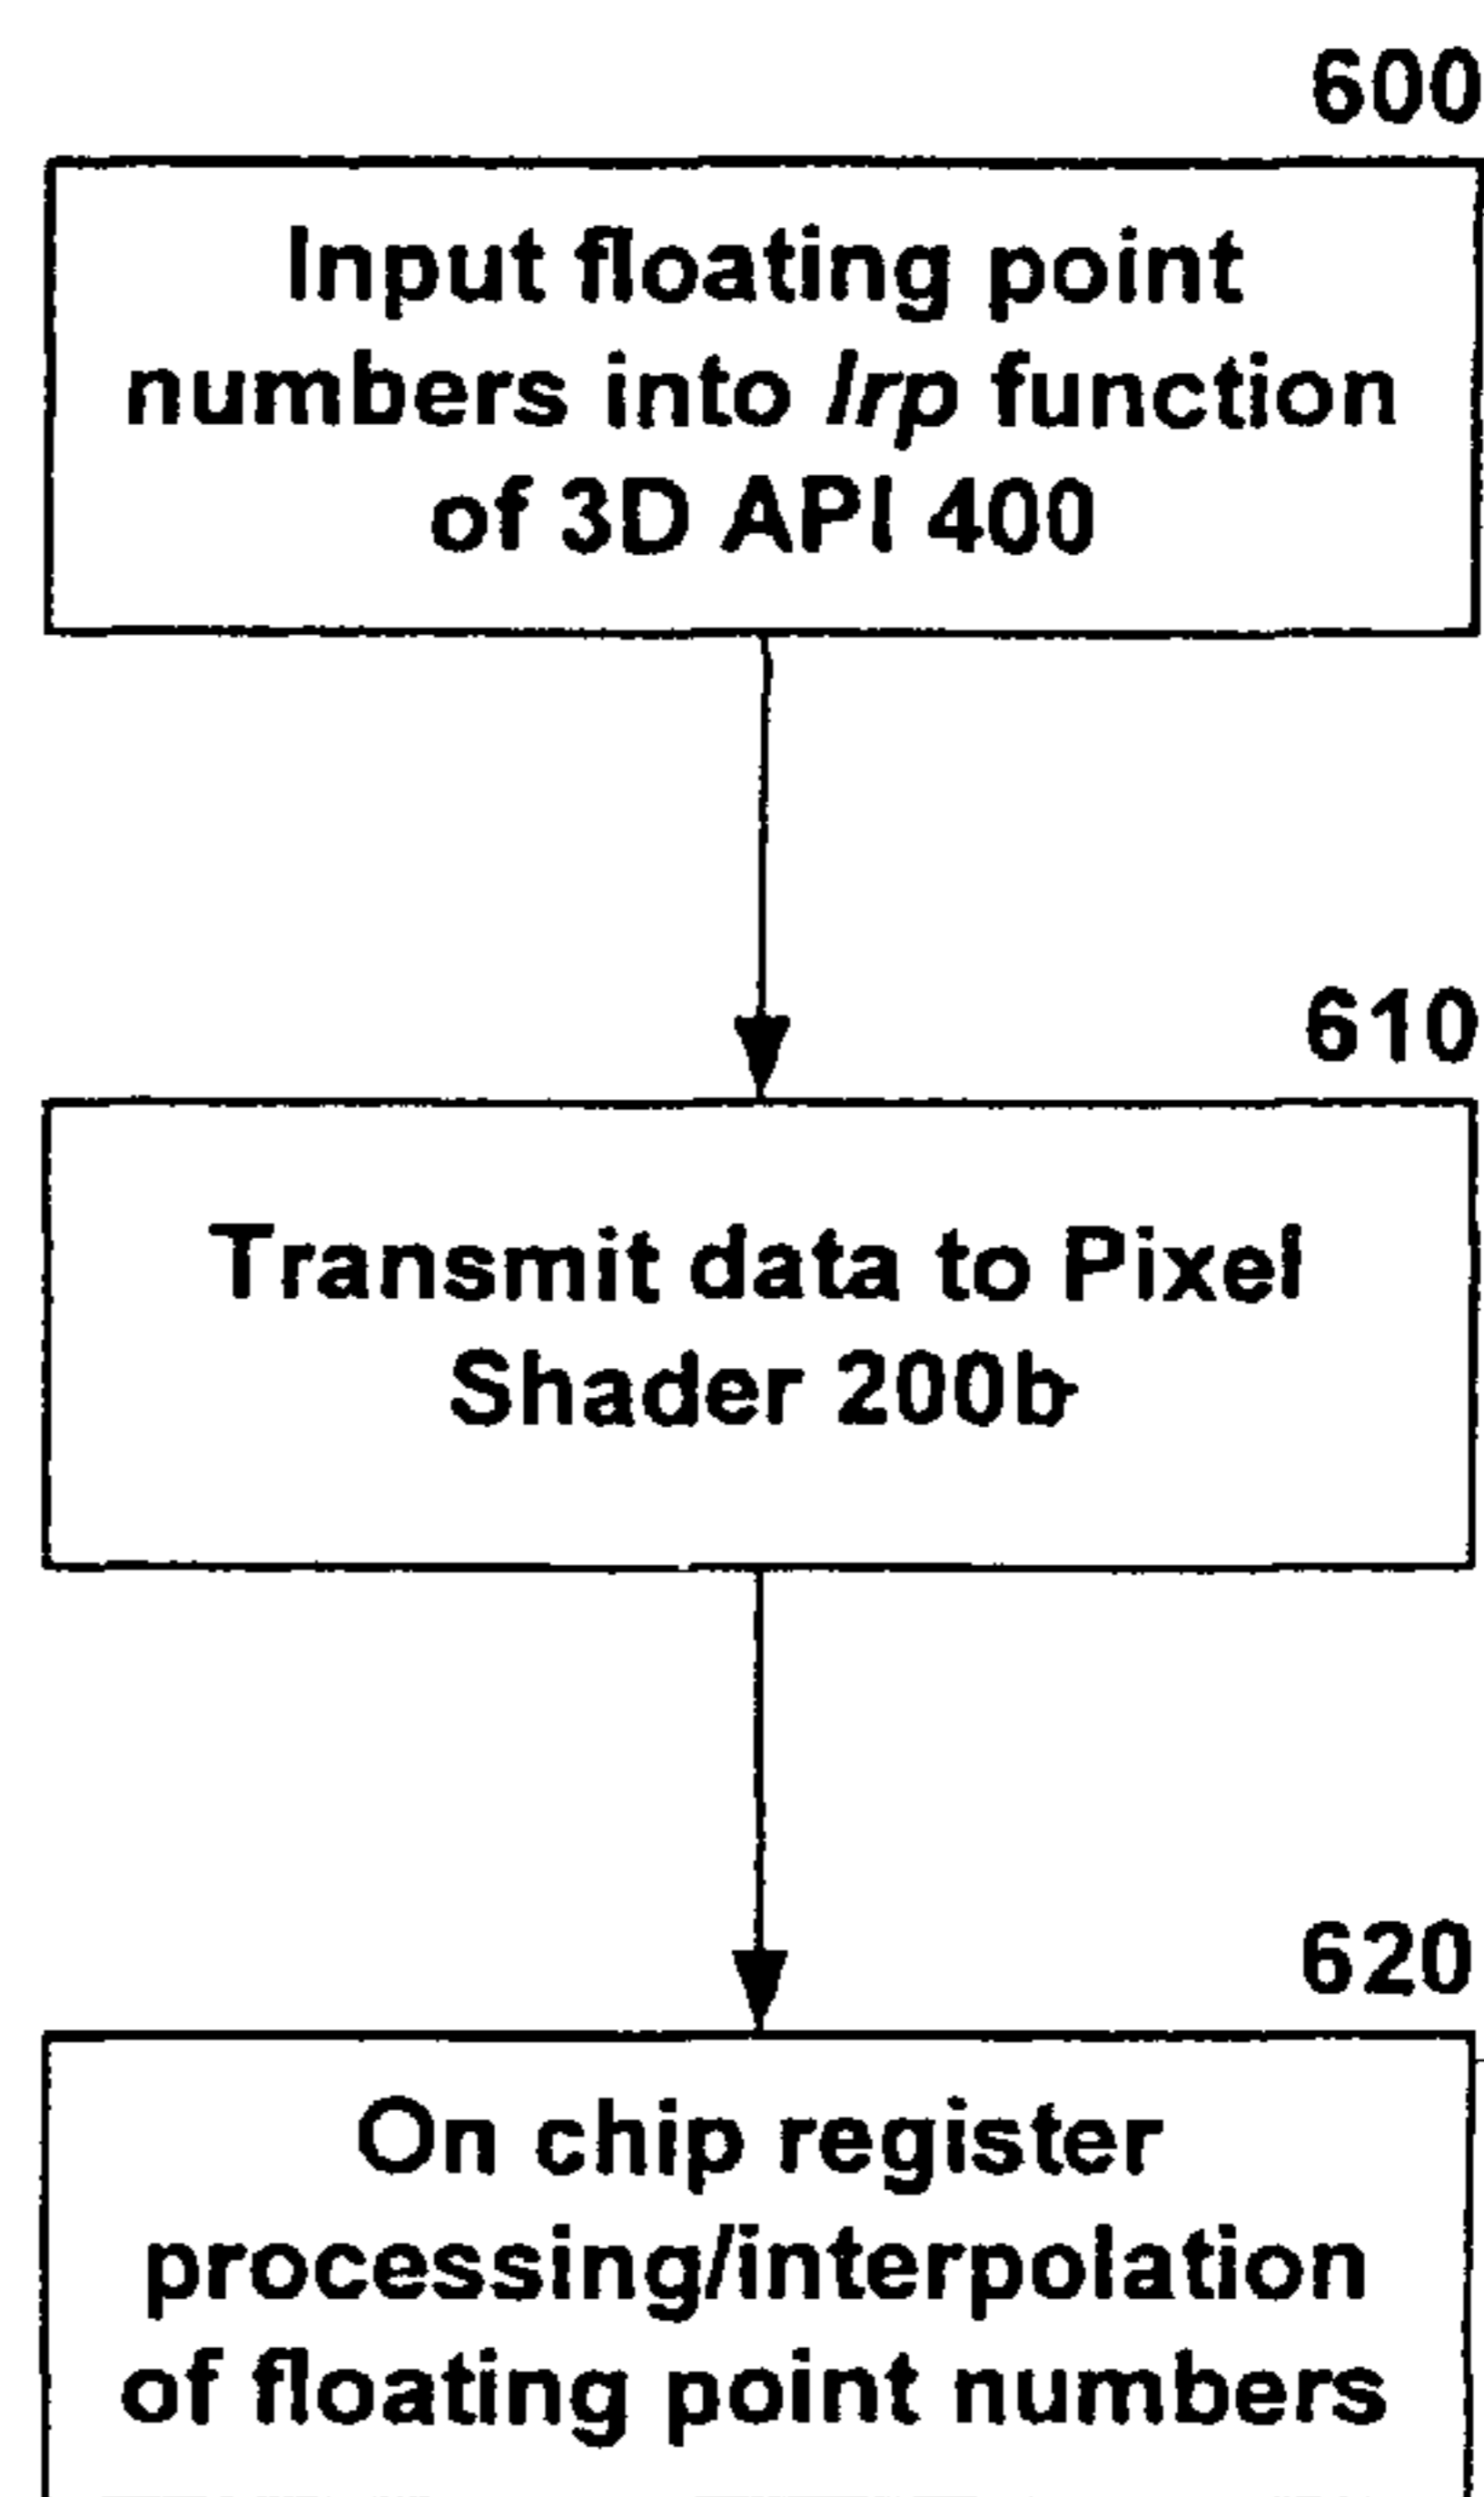 600
Input floating point
numbers into lrp function
of 3D API 400
610
Transmit data to Pixel
Shader 200b
620
On chip register
processing/interpolation
of floating point numbers